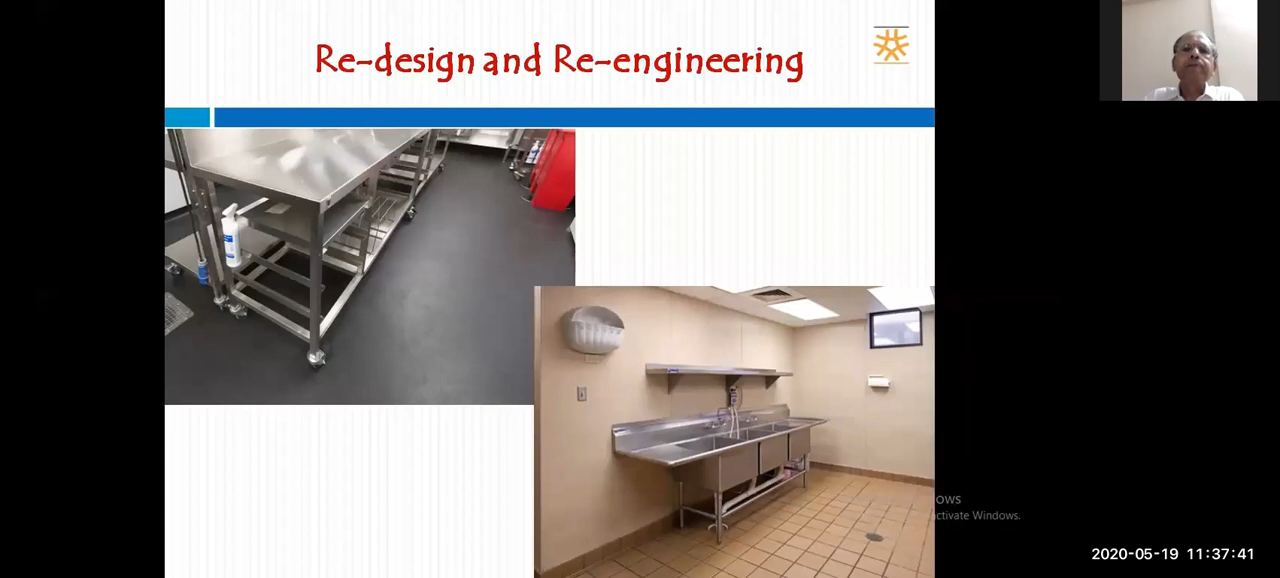 Re-design and Re-engineering
ows
ctivate Windows.
2020-05-19 11:37:41